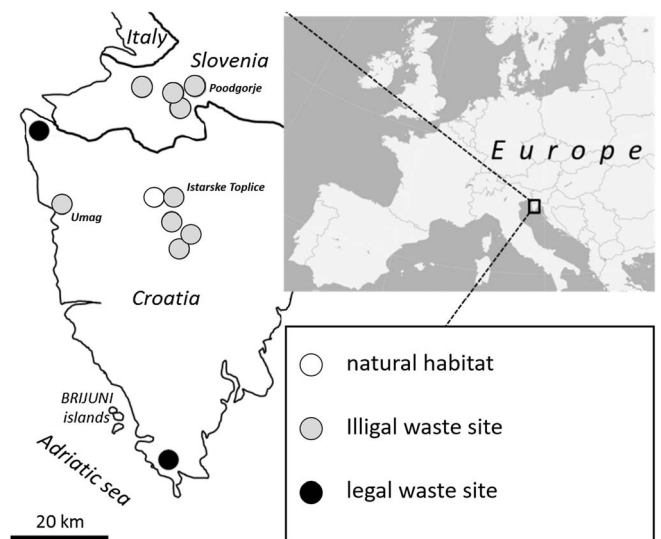 Italy
Slovenia
Poodgorje
Istarske Toplice
Umag
Croatia
BRIJUNI
islands
Adriatic sea
20 km
Europe
natural habitat
Illigal waste site
legal waste site